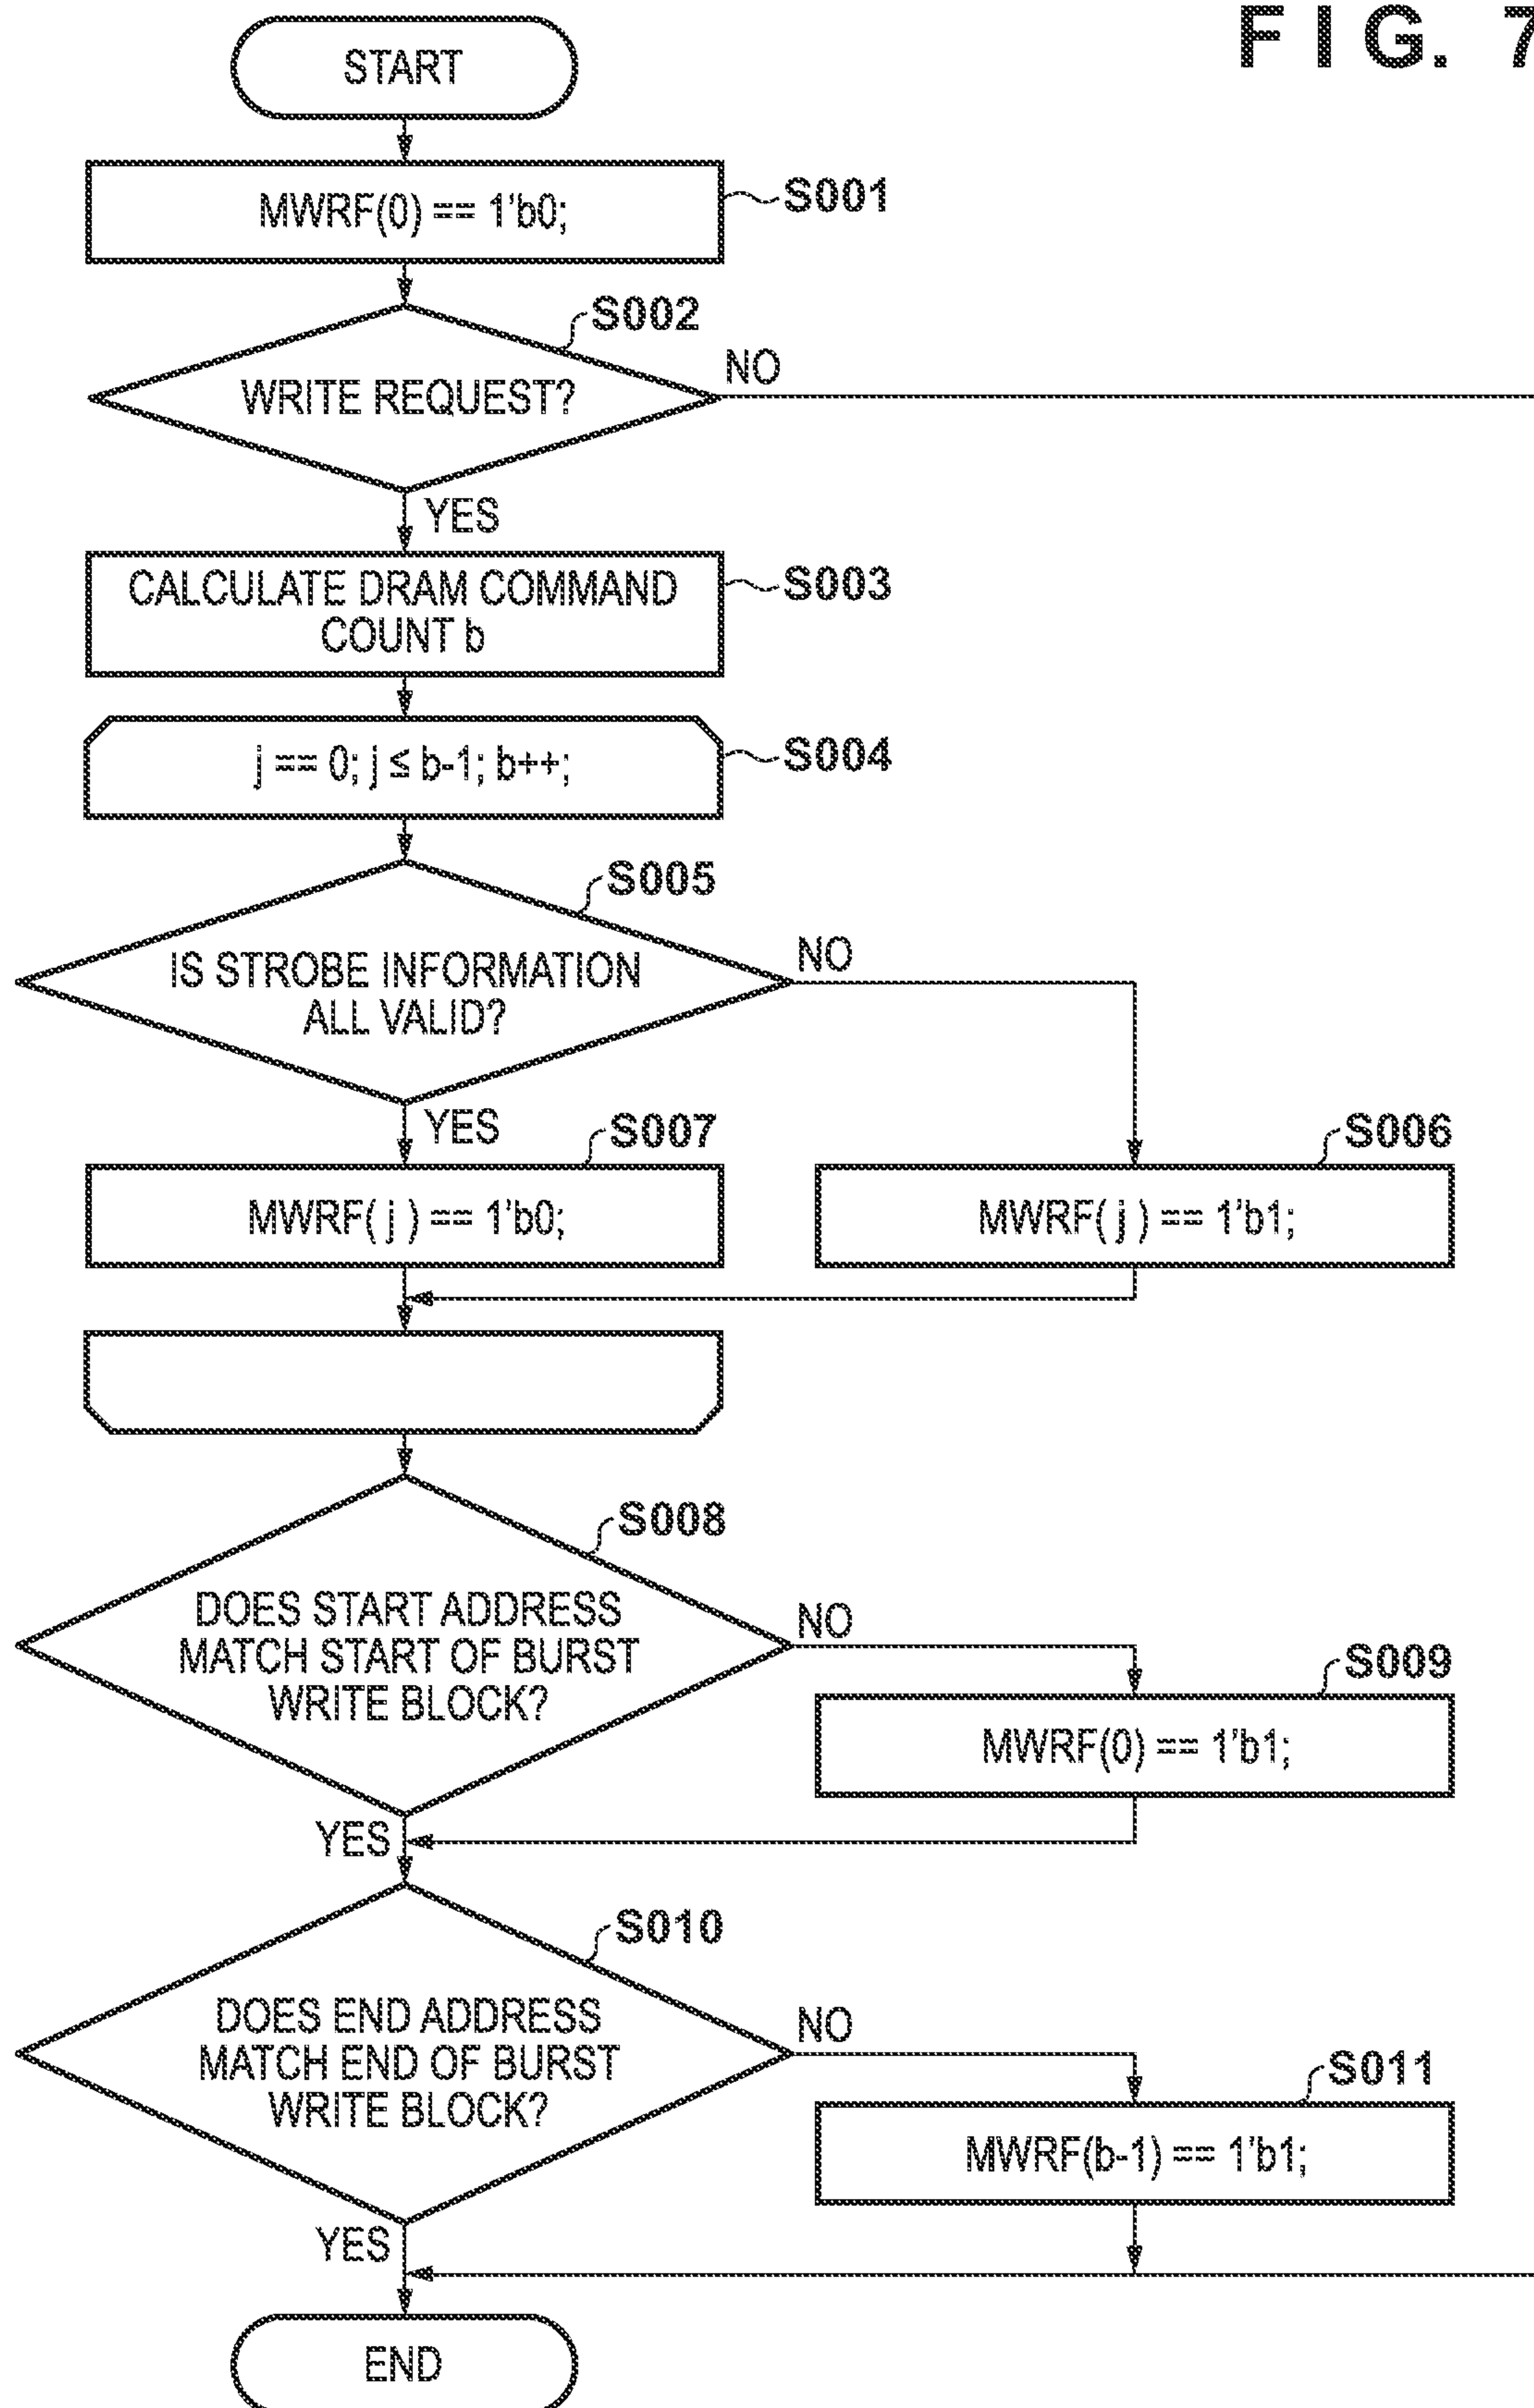 FIG. 7
START
MWRF(0) == 1'b0;
S001
S002
WRITE REQUEST?
NO
YES
CALCULATE DRAM COMMAND
COUNT b
S003
j == 0; j ≤ b-1; b++;
S004
S005
IS STROBE INFORMATION
ALL VALID?
NO
YES
S007
S006
MWRF( j ) == 1'b0;
MWRF( j ) == 1'b1;
S008
DOES START ADDRESS
MATCH START OF BURST
WRITE BLOCK?
NO
S009
MWRF(0) == 1'b1;
YES
S010
DOES END ADDRESS
MATCH END OF BURST
WRITE BLOCK?
NO
S011
MWRF(b-1) == 1'b1;
YES
END